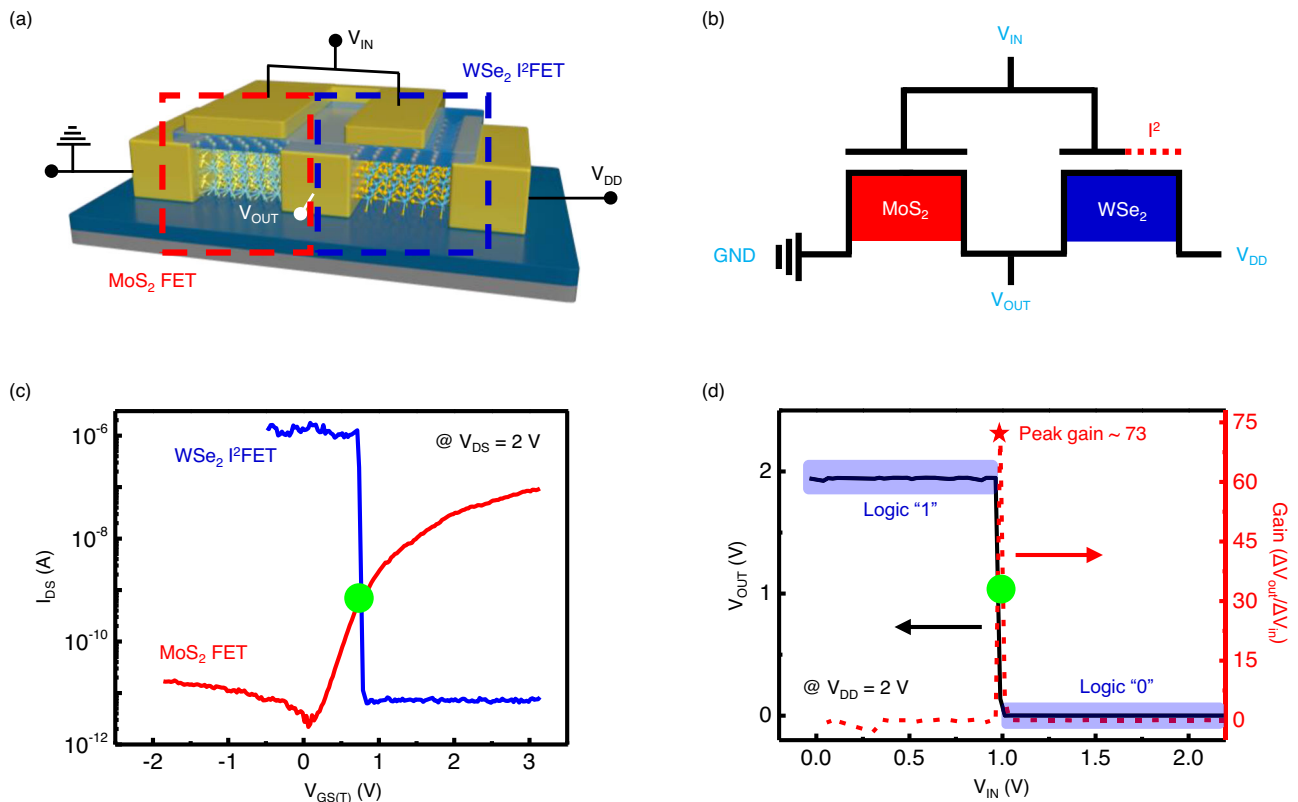 (a)
V_IN
WSe₂ I²FET
V_DD
V_OUT
MoS₂ FET
(b)
V_IN
I²
MoS₂
WSe₂
GND
V_DD
V_OUT
(c)
10⁻⁶
10⁻⁸
10⁻¹⁰
10⁻¹²
I_DS (A)
WSe₂ I²FET
@ V_DS = 2 V
MoS₂ FET
-2 -1 0 1 2 3
V_GS(T) (V)
(d)
2
1
0
V_OUT (V)
Peak gain ~ 73
Logic “1”
Logic “0”
@ V_DD = 2 V
75
60
45
30
15
0
Gain (ΔV_out/ΔV_in)
0.0 0.5 1.0 1.5 2.0
V_IN (V)